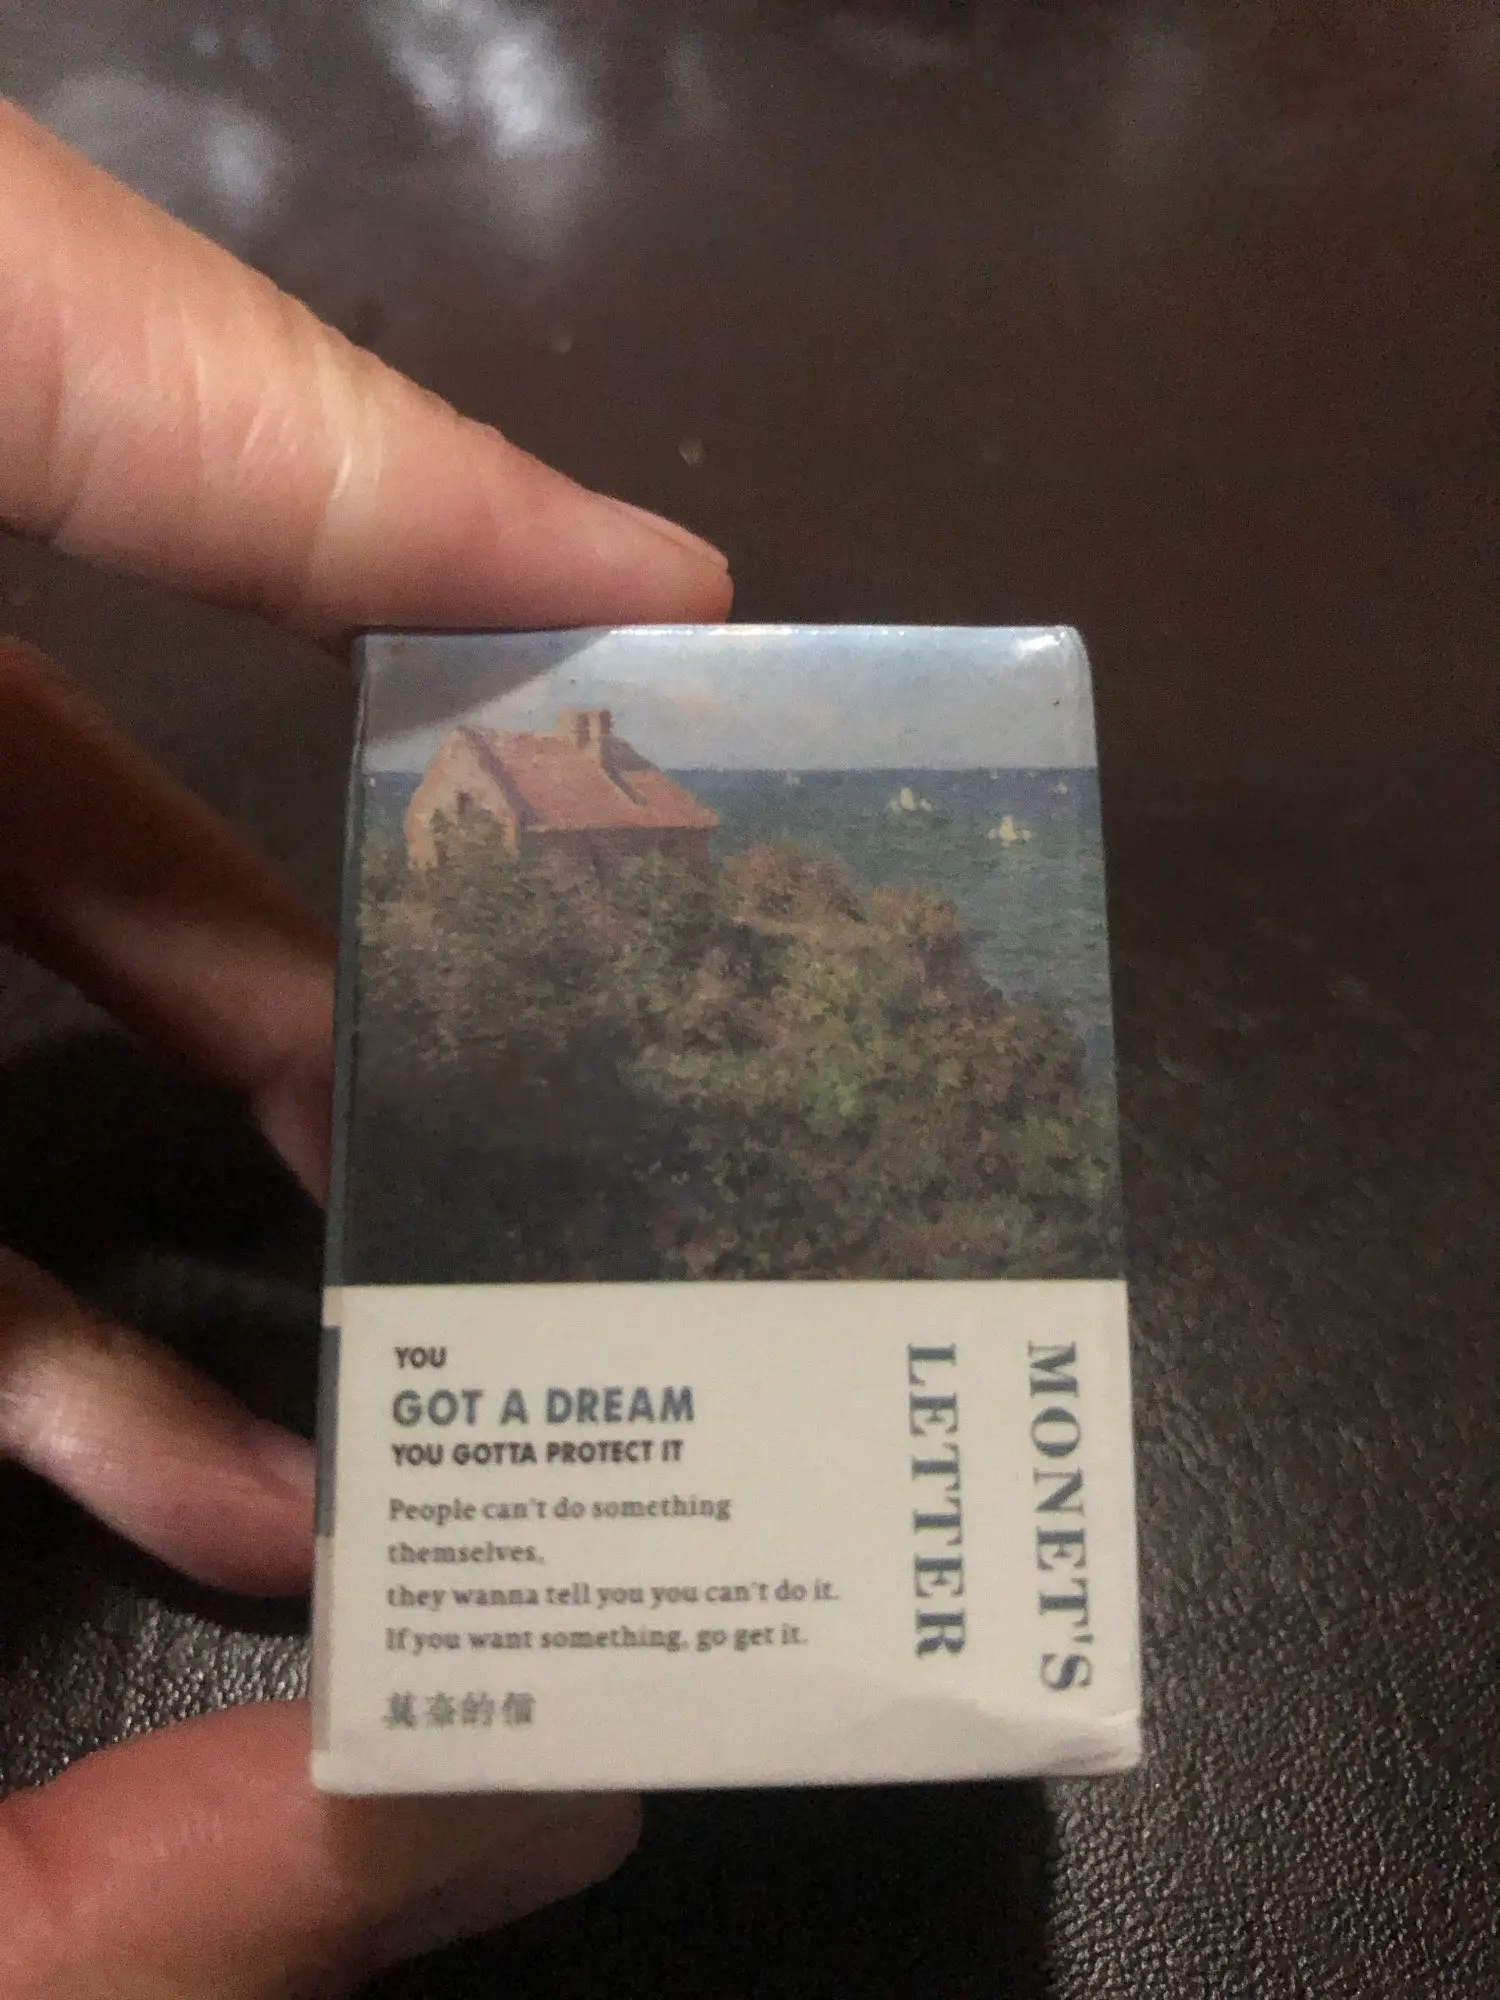 YOU
GOT A DREAM
YOU GOTTA PROTECT IT
People can't do something
themselves,
they wanna tell you you can't do it.
If you want something, go get it.
莫奈的信
MONET'S
LETTER